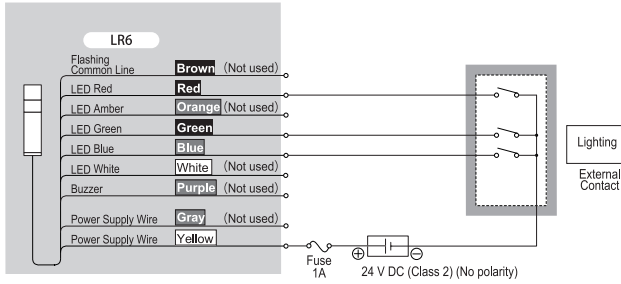 LR6
Flashing
Common Line Brown (Not used)
LED Red Red
LED Amber Orange (Not used)
LED Green Green
LED Blue Blue
LED White White (Not used)
Buzzer Purple (Not used)
Power Supply Wire Gray (Not used)
Power Supply Wire Yellow
Fuse
1A
⊕ ⊖
24 V DC (Class 2) (No polarity)
Lighting
External
Contact